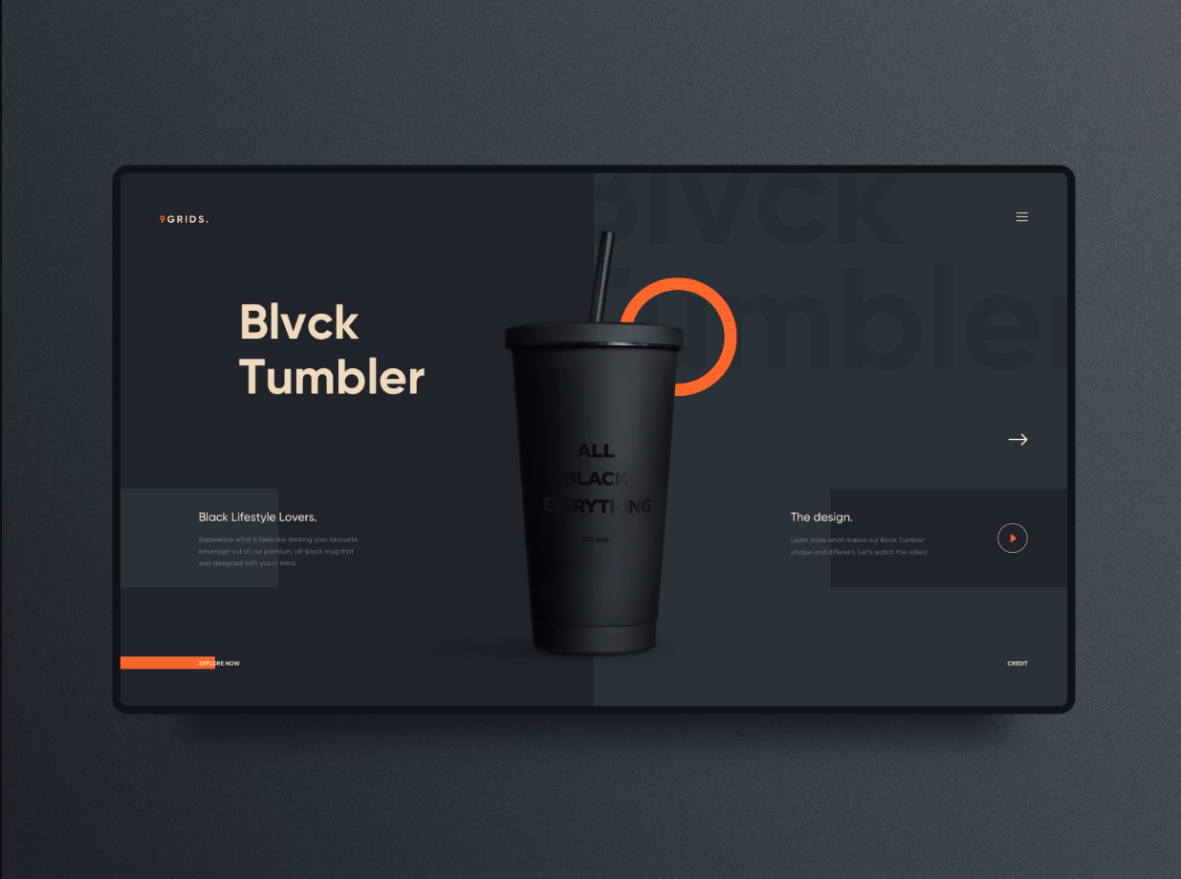 9GRIDS.
Blvck
Tumbler
Blvck
Tumbler
ALL
BLACK
EVERYTHING
EST. 2019
Black Lifestyle Lovers.
Expreience what it feels like drinking your favourite
beverage out of our premium, all-black mug that
was designed with you in mind.
The design.
Learn more what makes our Blvck Tumbler
unique and different. Let's watch the video!
EXPLORE NOW
CREDIT